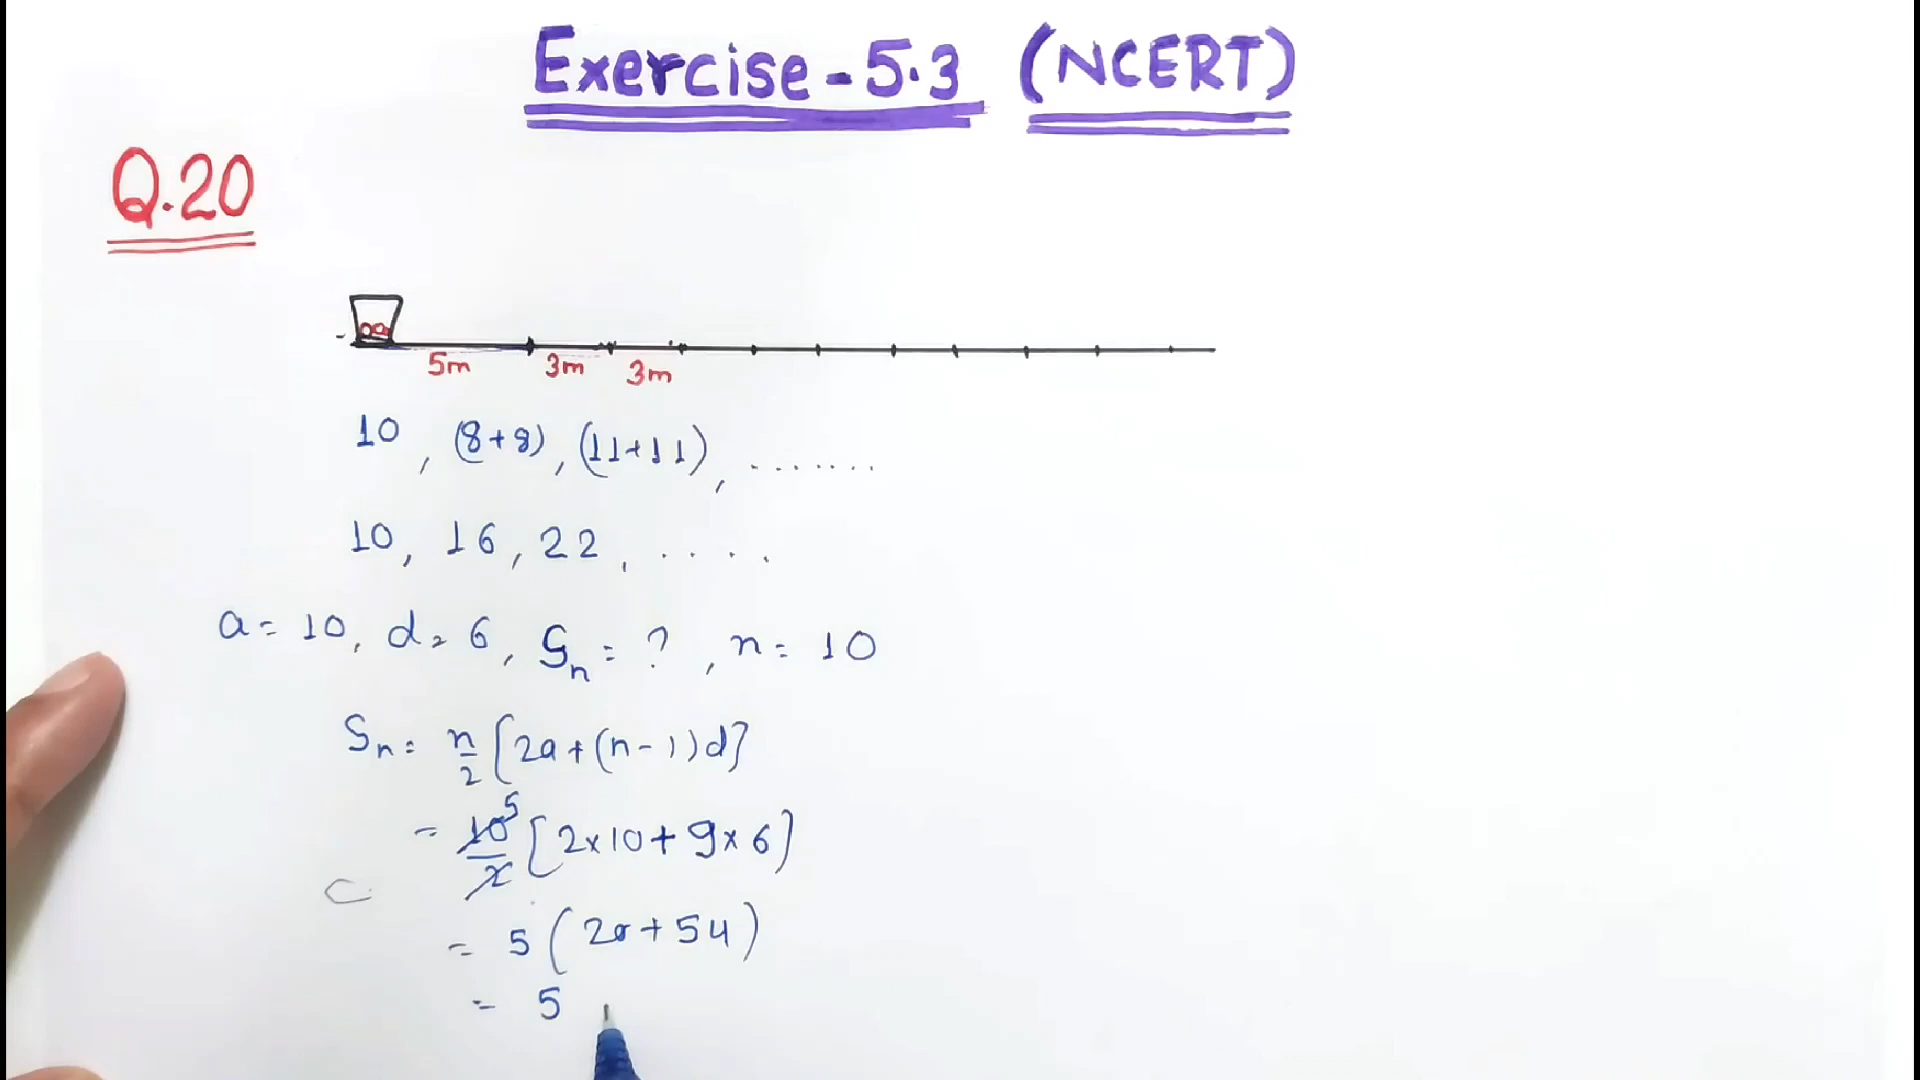 Exercise-5.3 (NCERT)
Q.20
5m 3m 3m
10, (8+8), (11+11), .......
10, 16, 22, ....
a= 10, d= 6, Sn = ?, n= 10
Sn= n/2 [2a+(n-1)d]
= 10/2 5 [2×10+9×6]
= 5 (20+54)
= 5